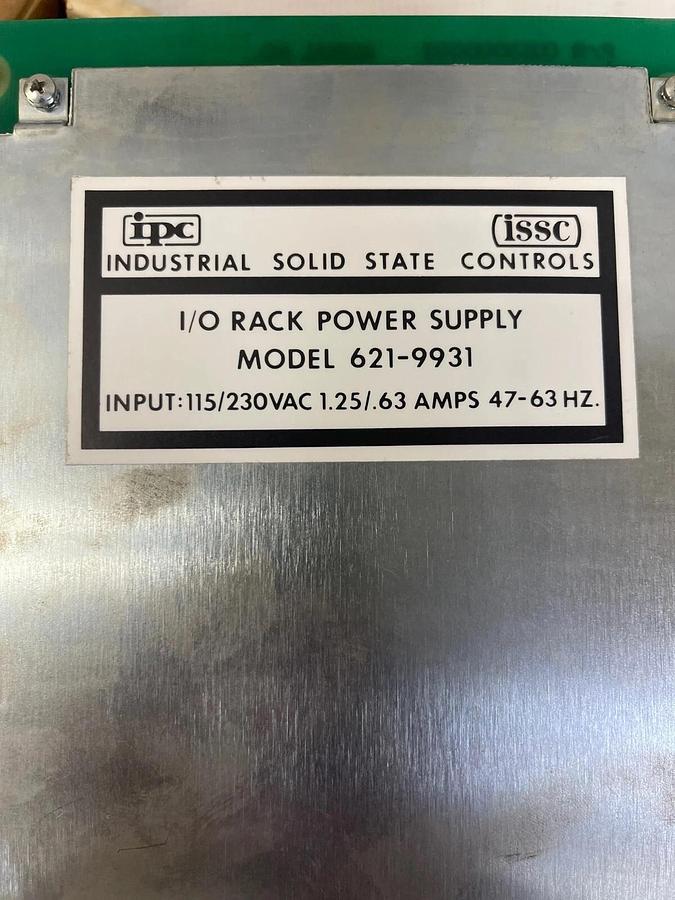 ipc issc
INDUSTRIAL SOLID STATE CONTROLS
I/O RACK POWER SUPPLY
MODEL 621-9931
INPUT:115/230VAC 1.25/.63 AMPS 47-63 HZ.